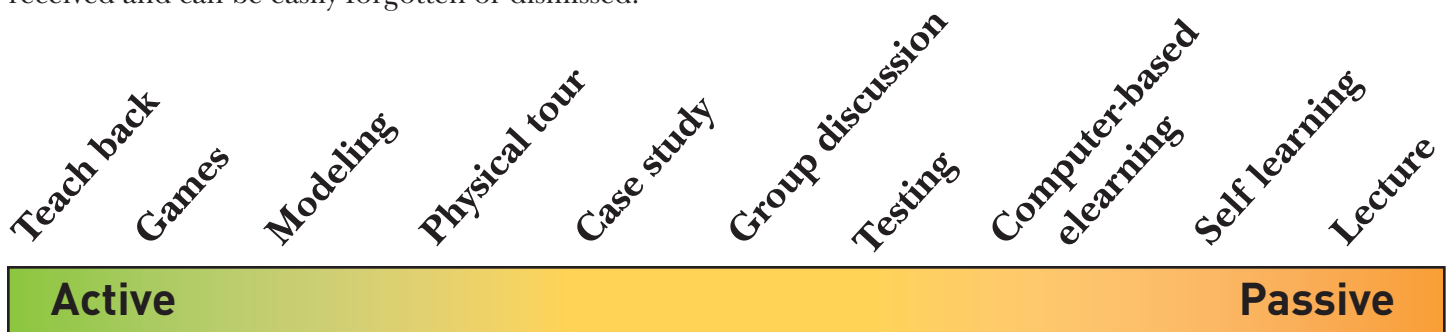 received and can be easily forgotten or dismissed.
Teach back
Games
Modeling
Physical tour
Case study
Group discussion
Testing
Computer-based
elearning
Self learning
Lecture
Active
Passive